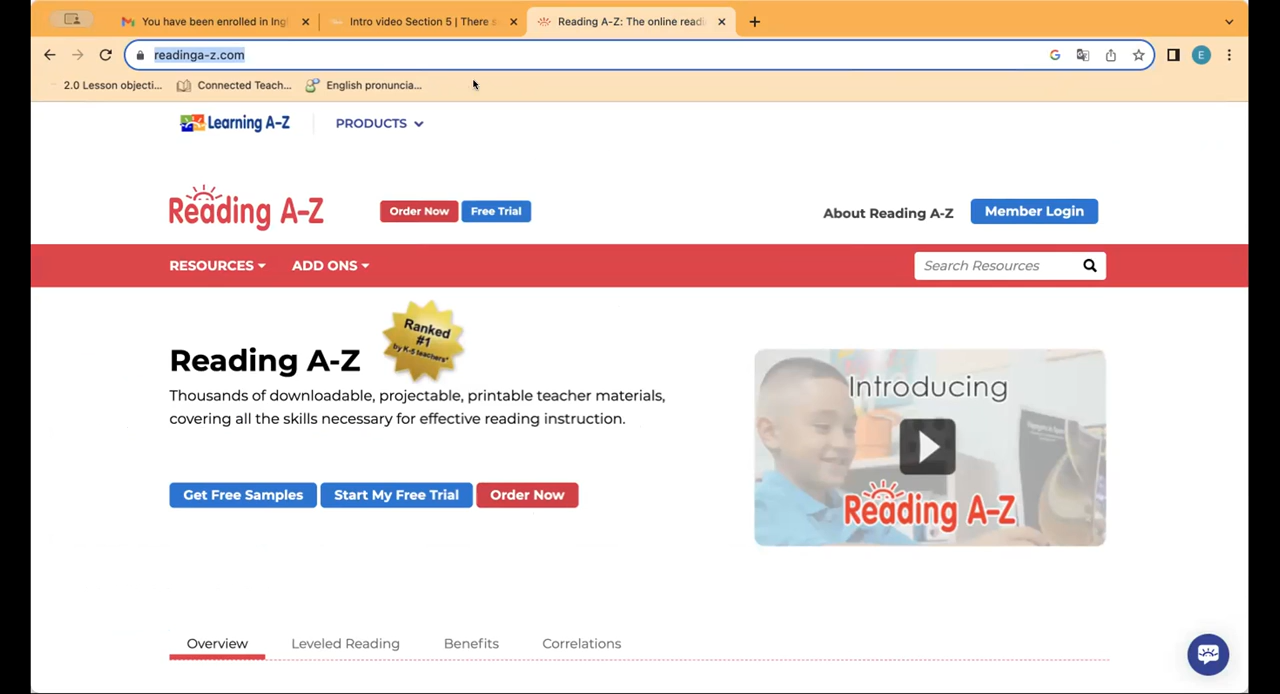 You have been enrolled in Ing
Intro video Section 5 | There s
Reading A-Z: The online readi
readinga-z.com
E
2.0 Lesson objecti...
Connected Teach...
English pronuncia...
Learning A-Z
PRODUCTS
Reading A-Z
Order Now
Free Trial
About Reading A-Z
Member Login
RESOURCES
ADD ONS
Search Resources
Ranked
#1
by K-5 teachers*
Reading A-Z
Thousands of downloadable, projectable, printable teacher materials,
covering all the skills necessary for effective reading instruction.
Get Free Samples
Start My Free Trial
Order Now
Introducing
Reading A-Z
Overview
Leveled Reading
Benefits
Correlations